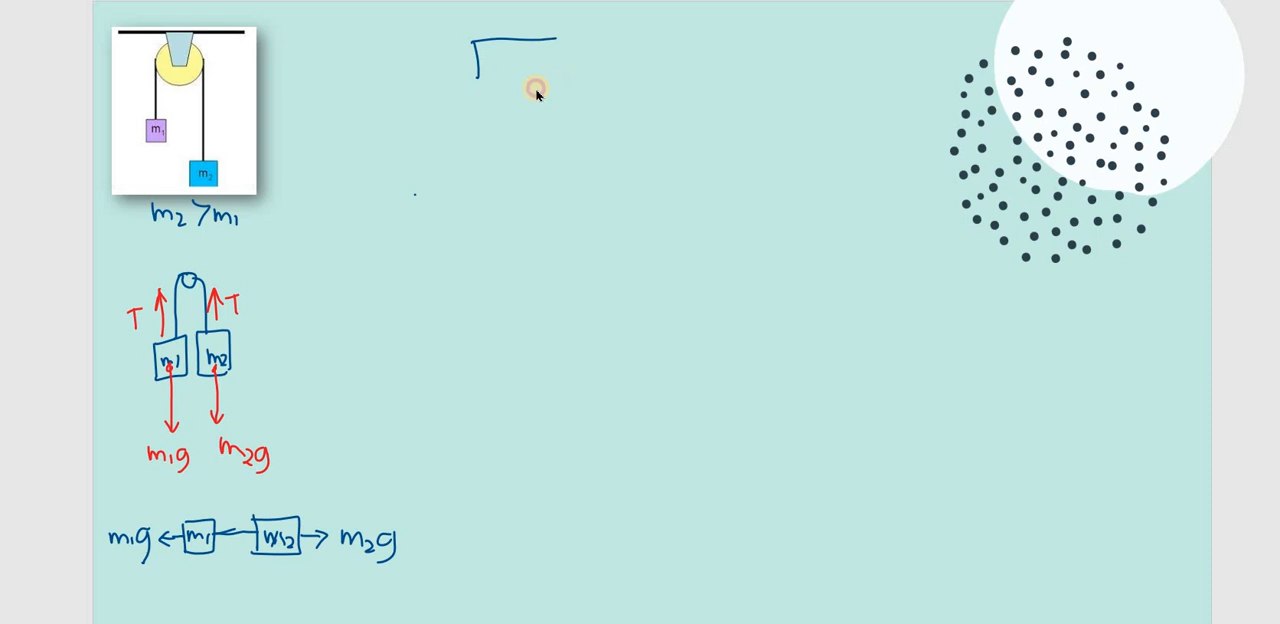 m1
m2
m2 > m1
T T
m1 m2
m1g m2g
m1g ← m1 m2 → m2g